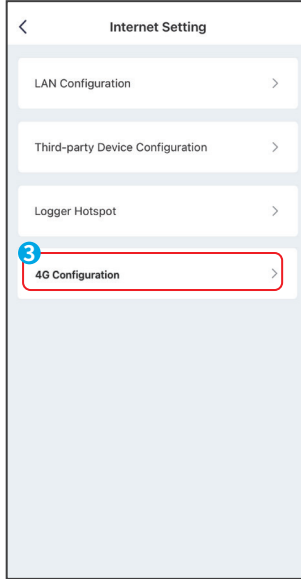 Internet Setting
LAN Configuration
Third-party Device Configuration
Logger Hotspot
3
4G Configuration